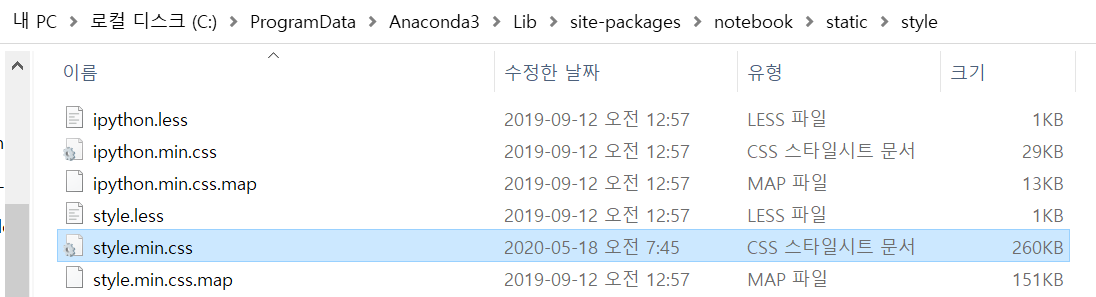 내 PC > 로컬 디스크 (C:) > ProgramData > Anaconda3 > Lib > site-packages > notebook > static > style
이름 수정한 날짜 유형 크기
ipython.less 2019-09-12 오전 12:57 LESS 파일 1KB
ipython.min.css 2019-09-12 오전 12:57 CSS 스타일시트 문서 29KB
ipython.min.css.map 2019-09-12 오전 12:57 MAP 파일 13KB
style.less 2019-09-12 오전 12:57 LESS 파일 1KB
style.min.css 2020-05-18 오전 7:45 CSS 스타일시트 문서 260KB
style.min.css.map 2019-09-12 오전 12:57 MAP 파일 151KB